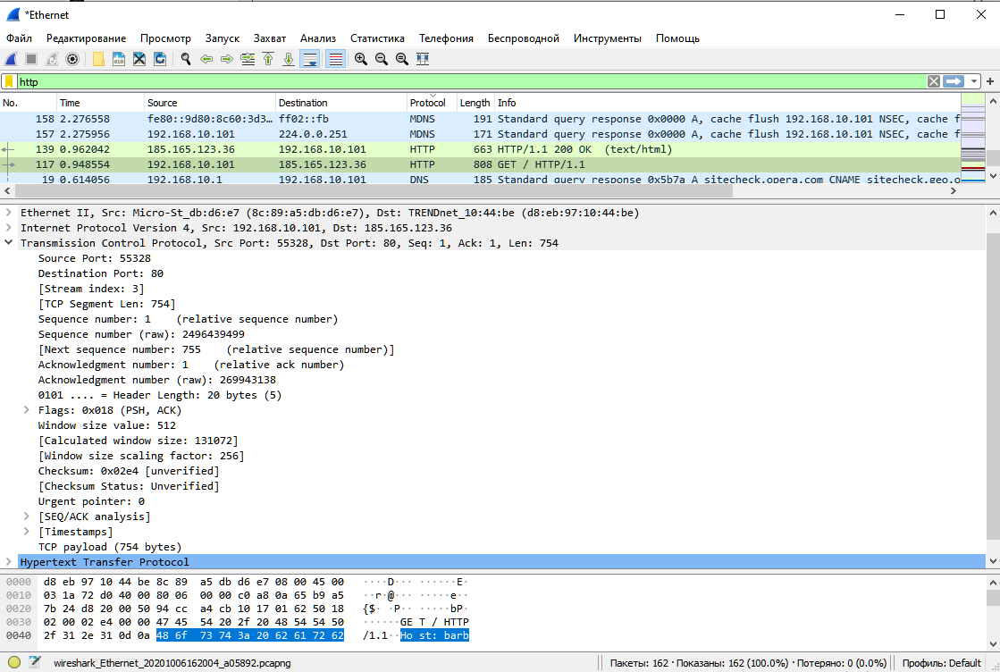 *Ethernet
Файл Редактирование Просмотр Запуск Захват Анализ Статистика Телефония Беспроводной Инструменты Помощь
http
No. Time Source Destination Protocol Length Info
158 2.276558 fe80::9d80:8c60:3d3… ff02::fb MDNS 191 Standard query response 0x0000 A, cache flush 192.168.10.101 NSEC, cache f
157 2.275956 192.168.10.101 224.0.0.251 MDNS 171 Standard query response 0x0000 A, cache flush 192.168.10.101 NSEC, cache f
139 0.962042 185.165.123.36 192.168.10.101 HTTP 663 HTTP/1.1 200 OK (text/html)
117 0.948554 192.168.10.101 185.165.123.36 HTTP 808 GET / HTTP/1.1
19 0.614056 192.168.10.1 192.168.10.101 DNS 185 Standard query response 0x5b7a A sitecheck.opera.com CNAME sitecheck.geo.o
Ethernet II, Src: Micro-St_db:d6:e7 (8c:89:a5:db:d6:e7), Dst: TRENDnet_10:44:be (d8:eb:97:10:44:be)
Internet Protocol Version 4, Src: 192.168.10.101, Dst: 185.165.123.36
Transmission Control Protocol, Src Port: 55328, Dst Port: 80, Seq: 1, Ack: 1, Len: 754
Source Port: 55328
Destination Port: 80
[Stream index: 3]
[TCP Segment Len: 754]
Sequence number: 1 (relative sequence number)
Sequence number (raw): 2496439499
[Next sequence number: 755 (relative sequence number)]
Acknowledgment number: 1 (relative ack number)
Acknowledgment number (raw): 269943138
0101 .... = Header Length: 20 bytes (5)
Flags: 0x018 (PSH, ACK)
Window size value: 512
[Calculated window size: 131072]
[Window size scaling factor: 256]
Checksum: 0x02e4 [unverified]
[Checksum Status: Unverified]
Urgent pointer: 0
[SEQ/ACK analysis]
[Timestamps]
TCP payload (754 bytes)
Hypertext Transfer Protocol
0000 d8 eb 97 10 44 be 8c 89 a5 db d6 e7 08 00 45 00 ····D··· ······E·
0010 03 1a 72 d0 40 00 80 06 00 00 c0 a8 0a 65 b9 a5 ··r·@··· ·····e··
0020 7b 24 d8 20 00 50 94 cc a4 cb 10 17 01 62 50 18 {$· ·P·· ·····bP·
0030 02 00 02 e4 00 00 47 45 54 20 2f 20 48 54 54 50 ······GE T / HTTP
0040 2f 31 2e 31 0d 0a 48 6f 73 74 3a 20 62 61 72 62 /1.1··Ho st: barb
wireshark_Ethernet_20201006162004_a05892.pcapng Пакеты: 162 · Показаны: 162 (100.0%) · Потеряно: 0 (0.0%) Профиль: Default